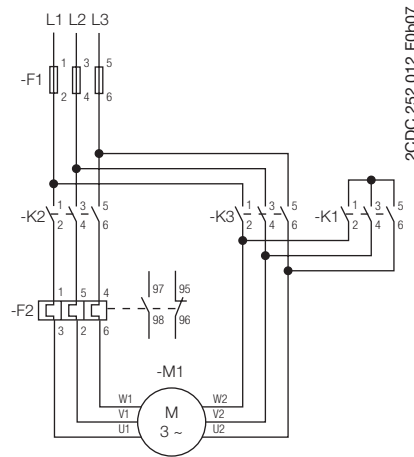 L1 L2 L3
2CDC 252 012 F0b07
-F1
1 3 5
2 4 6
-K2
1 3 5
2 4 6
-K3
1 3 5
2 4 6
-K1
1 3 5
2 4 6
-F2
1 5 4
3 2 6
97 95
98 96
-M1
W1 W2
V1 M V2
U1 3 ~ U2